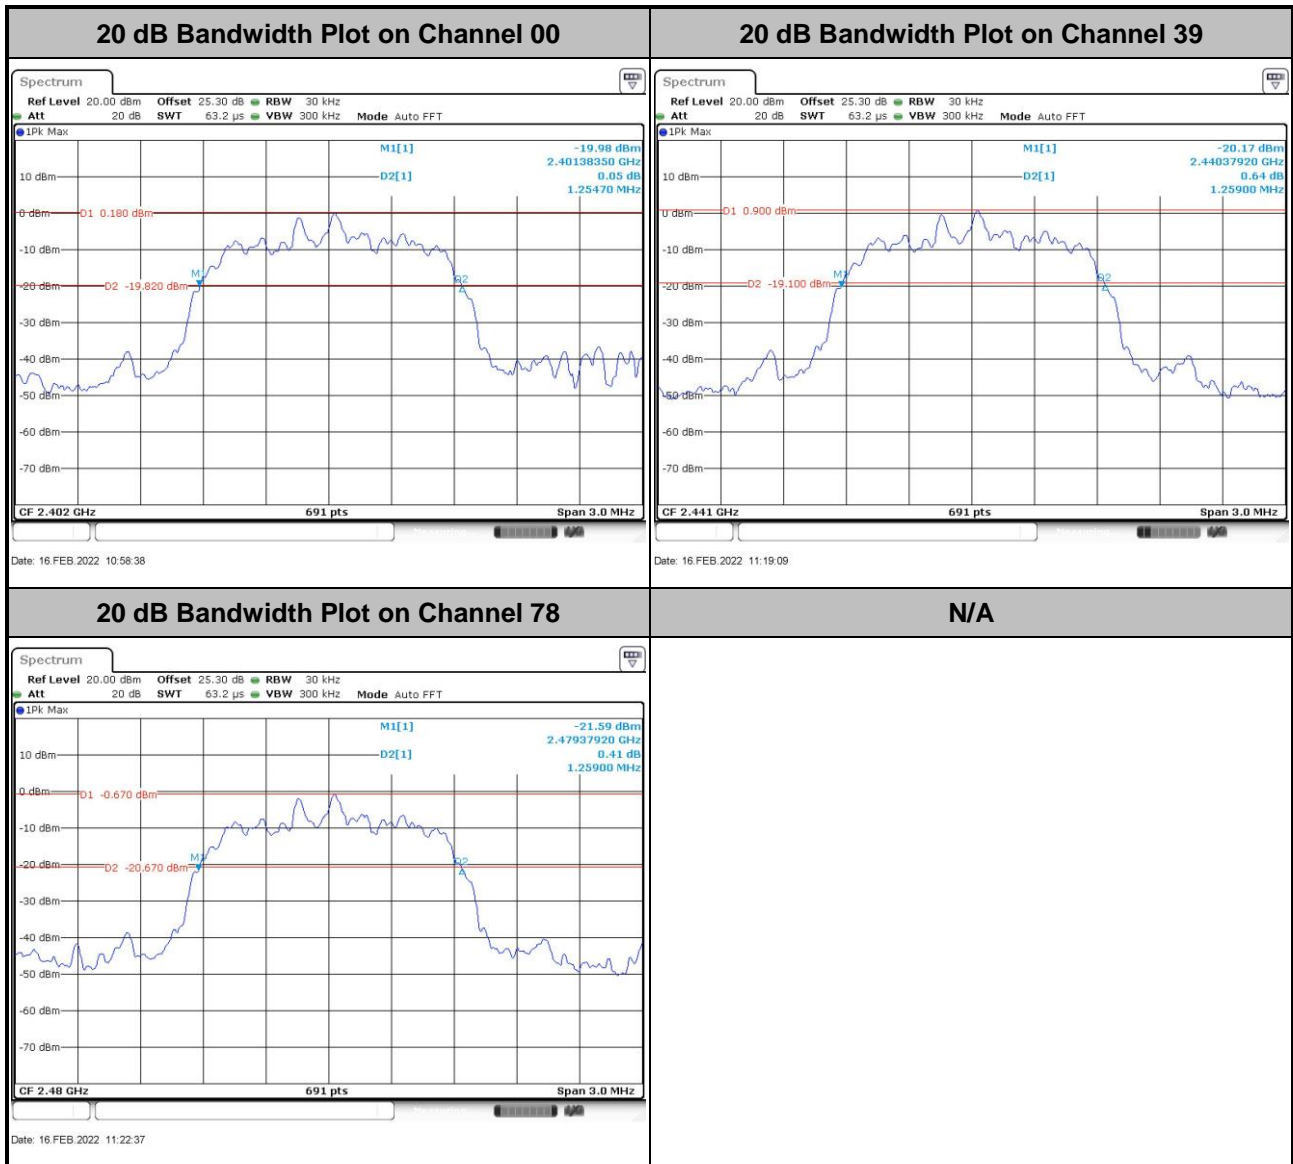 20 dB Bandwidth Plot on Channel 00
20 dB Bandwidth Plot on Channel 39
Spectrum
Ref Level 20.00 dBm Offset 25.30 dB RBW 30 kHz
Att 20 dB SWT 63.2 µs VBW 300 kHz Mode Auto FFT
1Pk Max
M1[1] -19.98 dBm
2.40138350 GHz
10 dBm
D2[1] 0.05 dB
1.25470 MHz
0 dBm D1 0.180 dBm
-10 dBm
M1 D2
-20 dBm D2 -19.820 dBm
-30 dBm
-40 dBm
-50 dBm
-60 dBm
-70 dBm
CF 2.402 GHz 691 pts Span 3.0 MHz
Date: 16.FEB.2022 10:58:38
Spectrum
Ref Level 20.00 dBm Offset 25.30 dB RBW 30 kHz
Att 20 dB SWT 63.2 µs VBW 300 kHz Mode Auto FFT
1Pk Max
M1[1] -20.17 dBm
2.44037920 GHz
10 dBm
D2[1] 0.64 dB
1.25900 MHz
0 dBm D1 0.900 dBm
-10 dBm
M1 D2
-20 dBm D2 -19.100 dBm
-30 dBm
-40 dBm
-50 dBm
-60 dBm
-70 dBm
CF 2.441 GHz 691 pts Span 3.0 MHz
Date: 16.FEB.2022 11:19:09
20 dB Bandwidth Plot on Channel 78
N/A
Spectrum
Ref Level 20.00 dBm Offset 25.30 dB RBW 30 kHz
Att 20 dB SWT 63.2 µs VBW 300 kHz Mode Auto FFT
1Pk Max
M1[1] -21.59 dBm
2.47937920 GHz
10 dBm
D2[1] 0.41 dB
1.25900 MHz
0 dBm D1 -0.670 dBm
-10 dBm
M1 D2
-20 dBm D2 -20.670 dBm
-30 dBm
-40 dBm
-50 dBm
-60 dBm
-70 dBm
CF 2.48 GHz 691 pts Span 3.0 MHz
Date: 16.FEB.2022 11:22:37